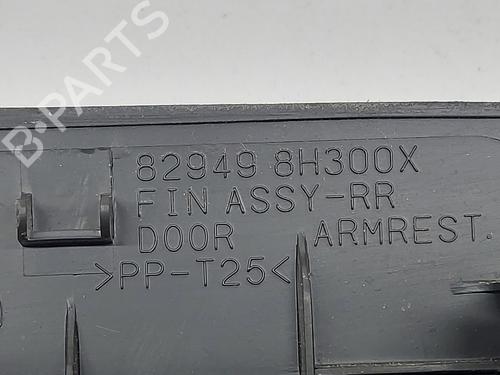 B-PARTS
82949 8H300X
FIN ASSY-RR
DOOR ARMREST.
>PP-T25<